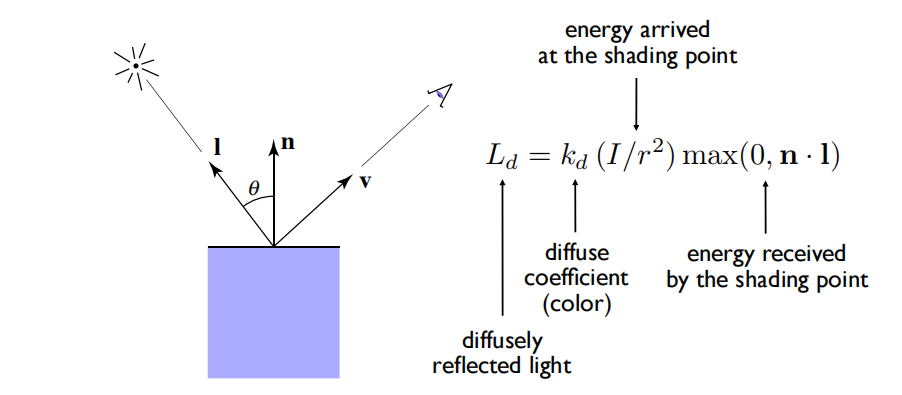 energy arrived
at the shading point
l
n
θ
v
L_d = k_d (I/r²) max(0, n · l)
diffuse
coefficient
(color)
energy received
by the shading point
diffusely
reflected light